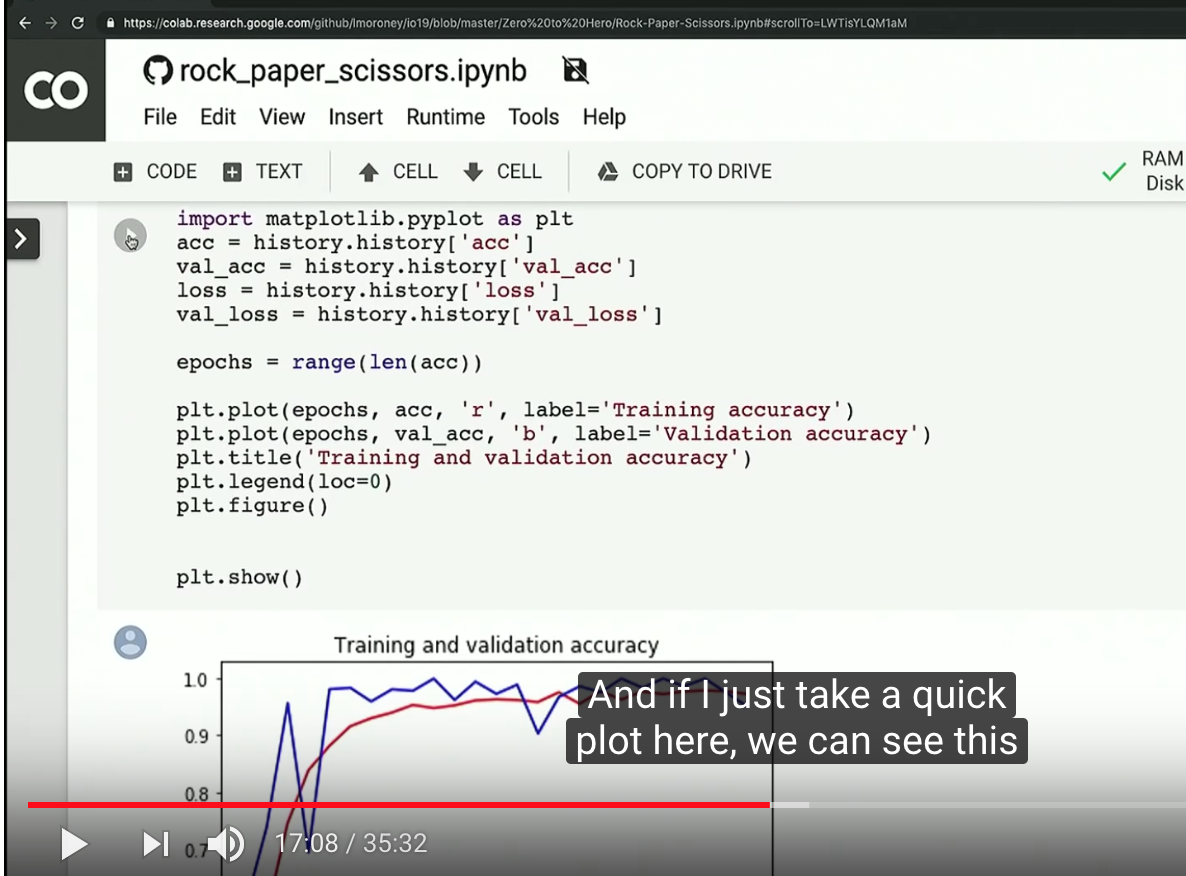 https://colab.research.google.com/github/lmoroney/io19/blob/master/Zero%20to%20Hero/Rock-Paper-Scissors.ipynb#scrollTo=LWTisYLQM1aM
CO
rock_paper_scissors.ipynb
File Edit View Insert Runtime Tools Help
CODE TEXT CELL CELL COPY TO DRIVE
RAM
Disk
import matplotlib.pyplot as plt
acc = history.history['acc']
val_acc = history.history['val_acc']
loss = history.history['loss']
val_loss = history.history['val_loss']
epochs = range(len(acc))
plt.plot(epochs, acc, 'r', label='Training accuracy')
plt.plot(epochs, val_acc, 'b', label='Validation accuracy')
plt.title('Training and validation accuracy')
plt.legend(loc=0)
plt.figure()
plt.show()
Training and validation accuracy
1.0
0.9
0.8
0.7
And if I just take a quick
plot here, we can see this
17:08 / 35:32